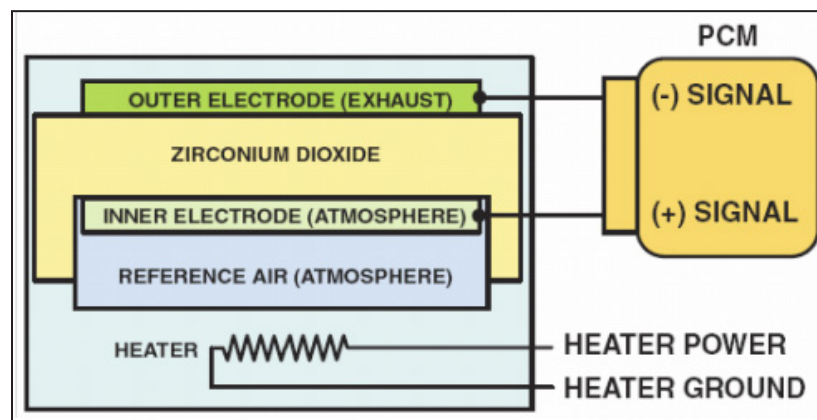 PCM
OUTER ELECTRODE (EXHAUST)
(-) SIGNAL
ZIRCONIUM DIOXIDE
INNER ELECTRODE (ATMOSPHERE)
(+) SIGNAL
REFERENCE AIR (ATMOSPHERE)
HEATER
HEATER POWER
HEATER GROUND